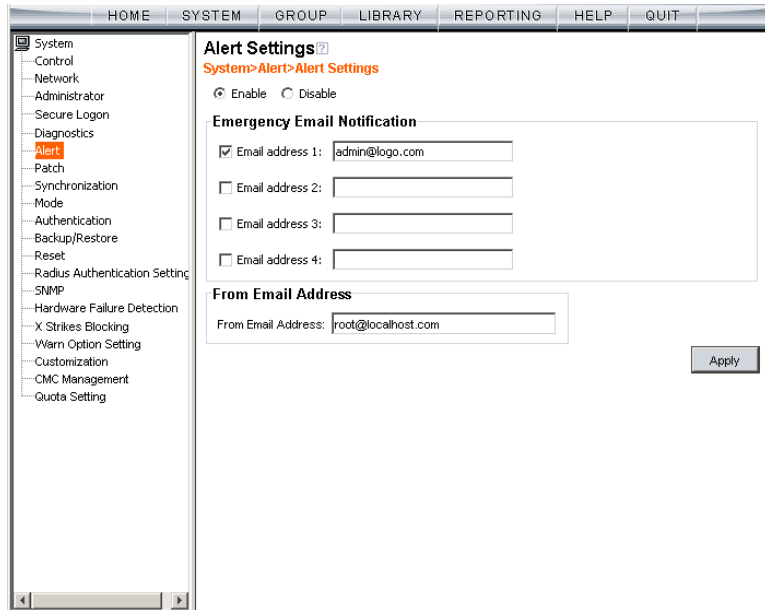 HOME SYSTEM GROUP LIBRARY REPORTING HELP QUIT
System
Control
Network
Administrator
Secure Logon
Diagnostics
Alert
Patch
Synchronization
Mode
Authentication
Backup/Restore
Reset
Radius Authentication Setting
SNMP
Hardware Failure Detection
X Strikes Blocking
Warn Option Setting
Customization
CMC Management
Quota Setting
Alert Settings?
System>Alert>Alert Settings
Enable Disable
Emergency Email Notification
Email address 1: admin@logo.com
Email address 2:
Email address 3:
Email address 4:
From Email Address
From Email Address: root@localhost.com
Apply